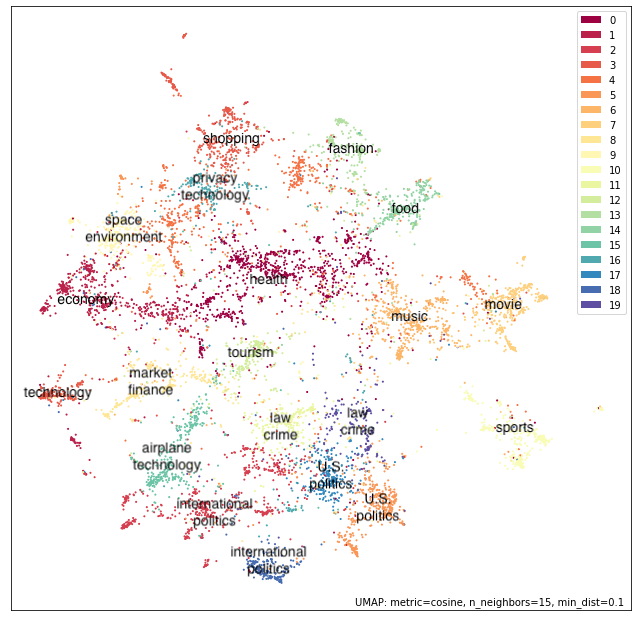 0
1
2
3
4
5
6
7
8
9
10
11
12
13
14
15
16
17
18
19
shopping
fashion
privacy
technology
food
space
environment
health
economy
movie
music
tourism
market
finance
technology
law
crime
law
crime
sports
airplane
technology
U.S.
politics
U.S.
politics
international
politics
international
politics
UMAP: metric=cosine, n_neighbors=15, min_dist=0.1